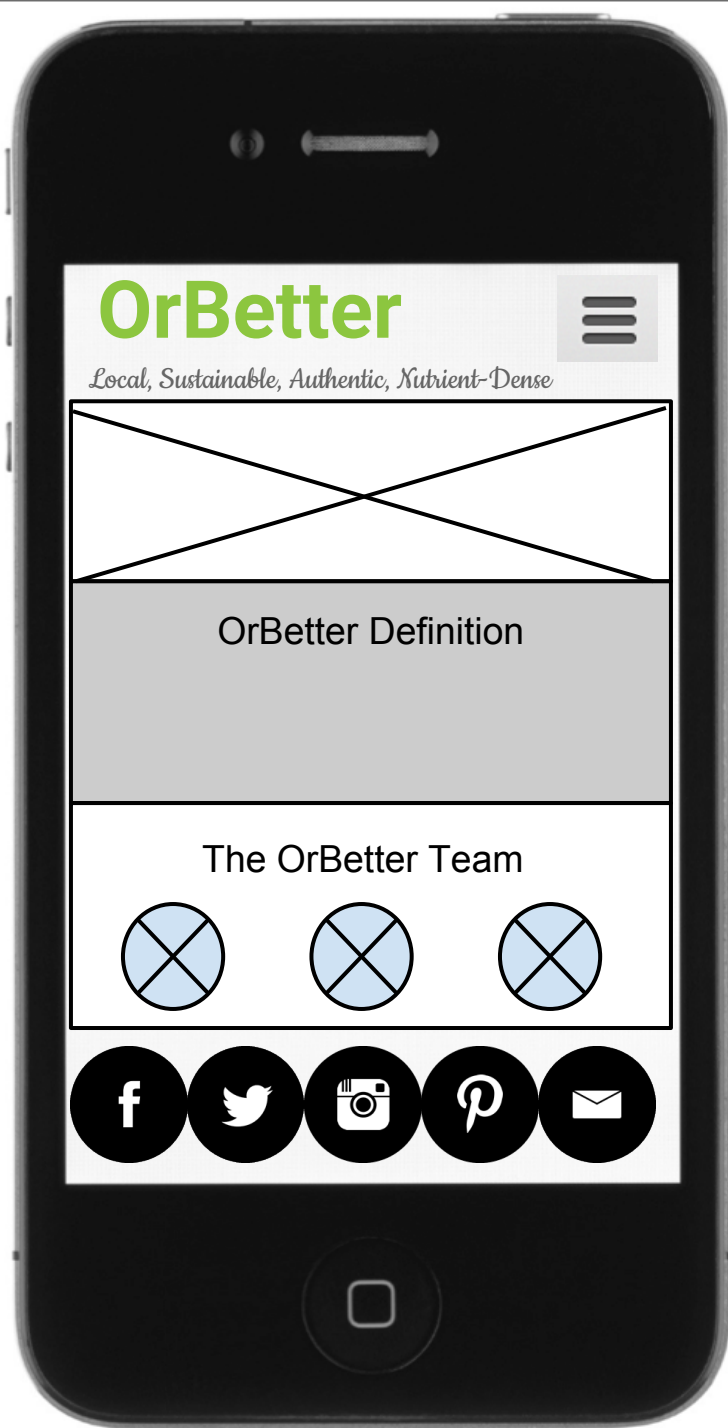 OrBetter
Local, Sustainable, Authentic, Nutrient-Dense
OrBetter Definition
The OrBetter Team